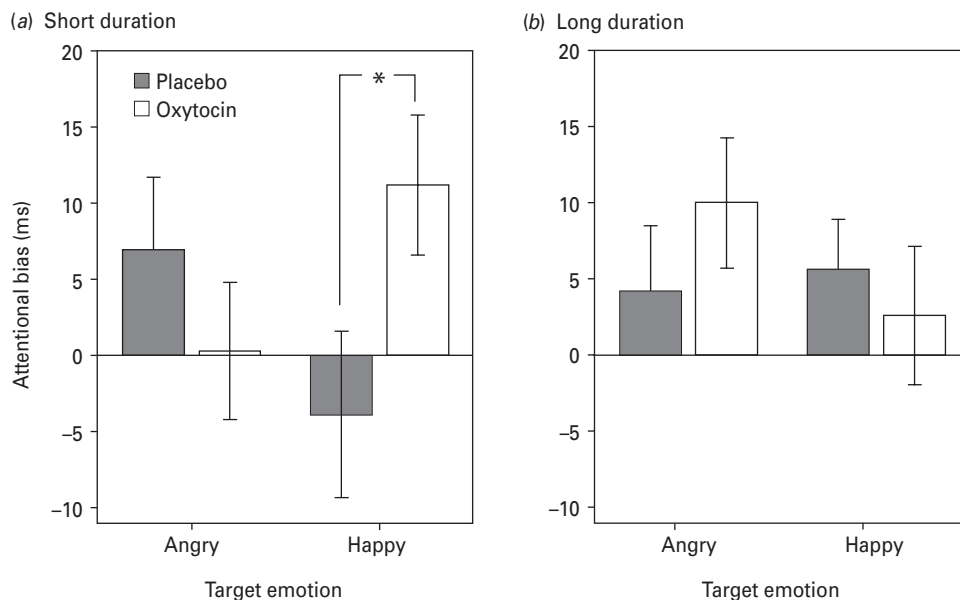 (a) Short duration
20
15
10
5
0
–5
–10
Attentional bias (ms)
Placebo
Oxytocin
*
Angry Happy
Target emotion
(b) Long duration
20
15
10
5
0
–5
–10
Angry Happy
Target emotion